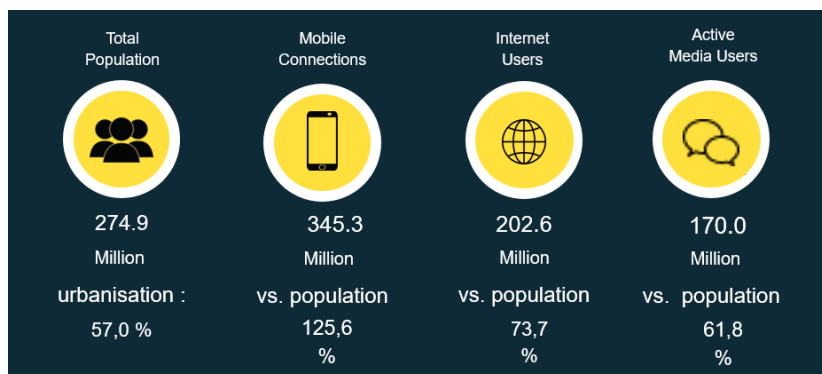 Total
Population
274.9
Million
urbanisation :
57,0 %
Mobile
Connections
345.3
Million
vs. population
125,6
%
Internet
Users
202.6
Million
vs. population
73,7
%
Active
Media Users
170.0
Million
vs. population
61,8
%